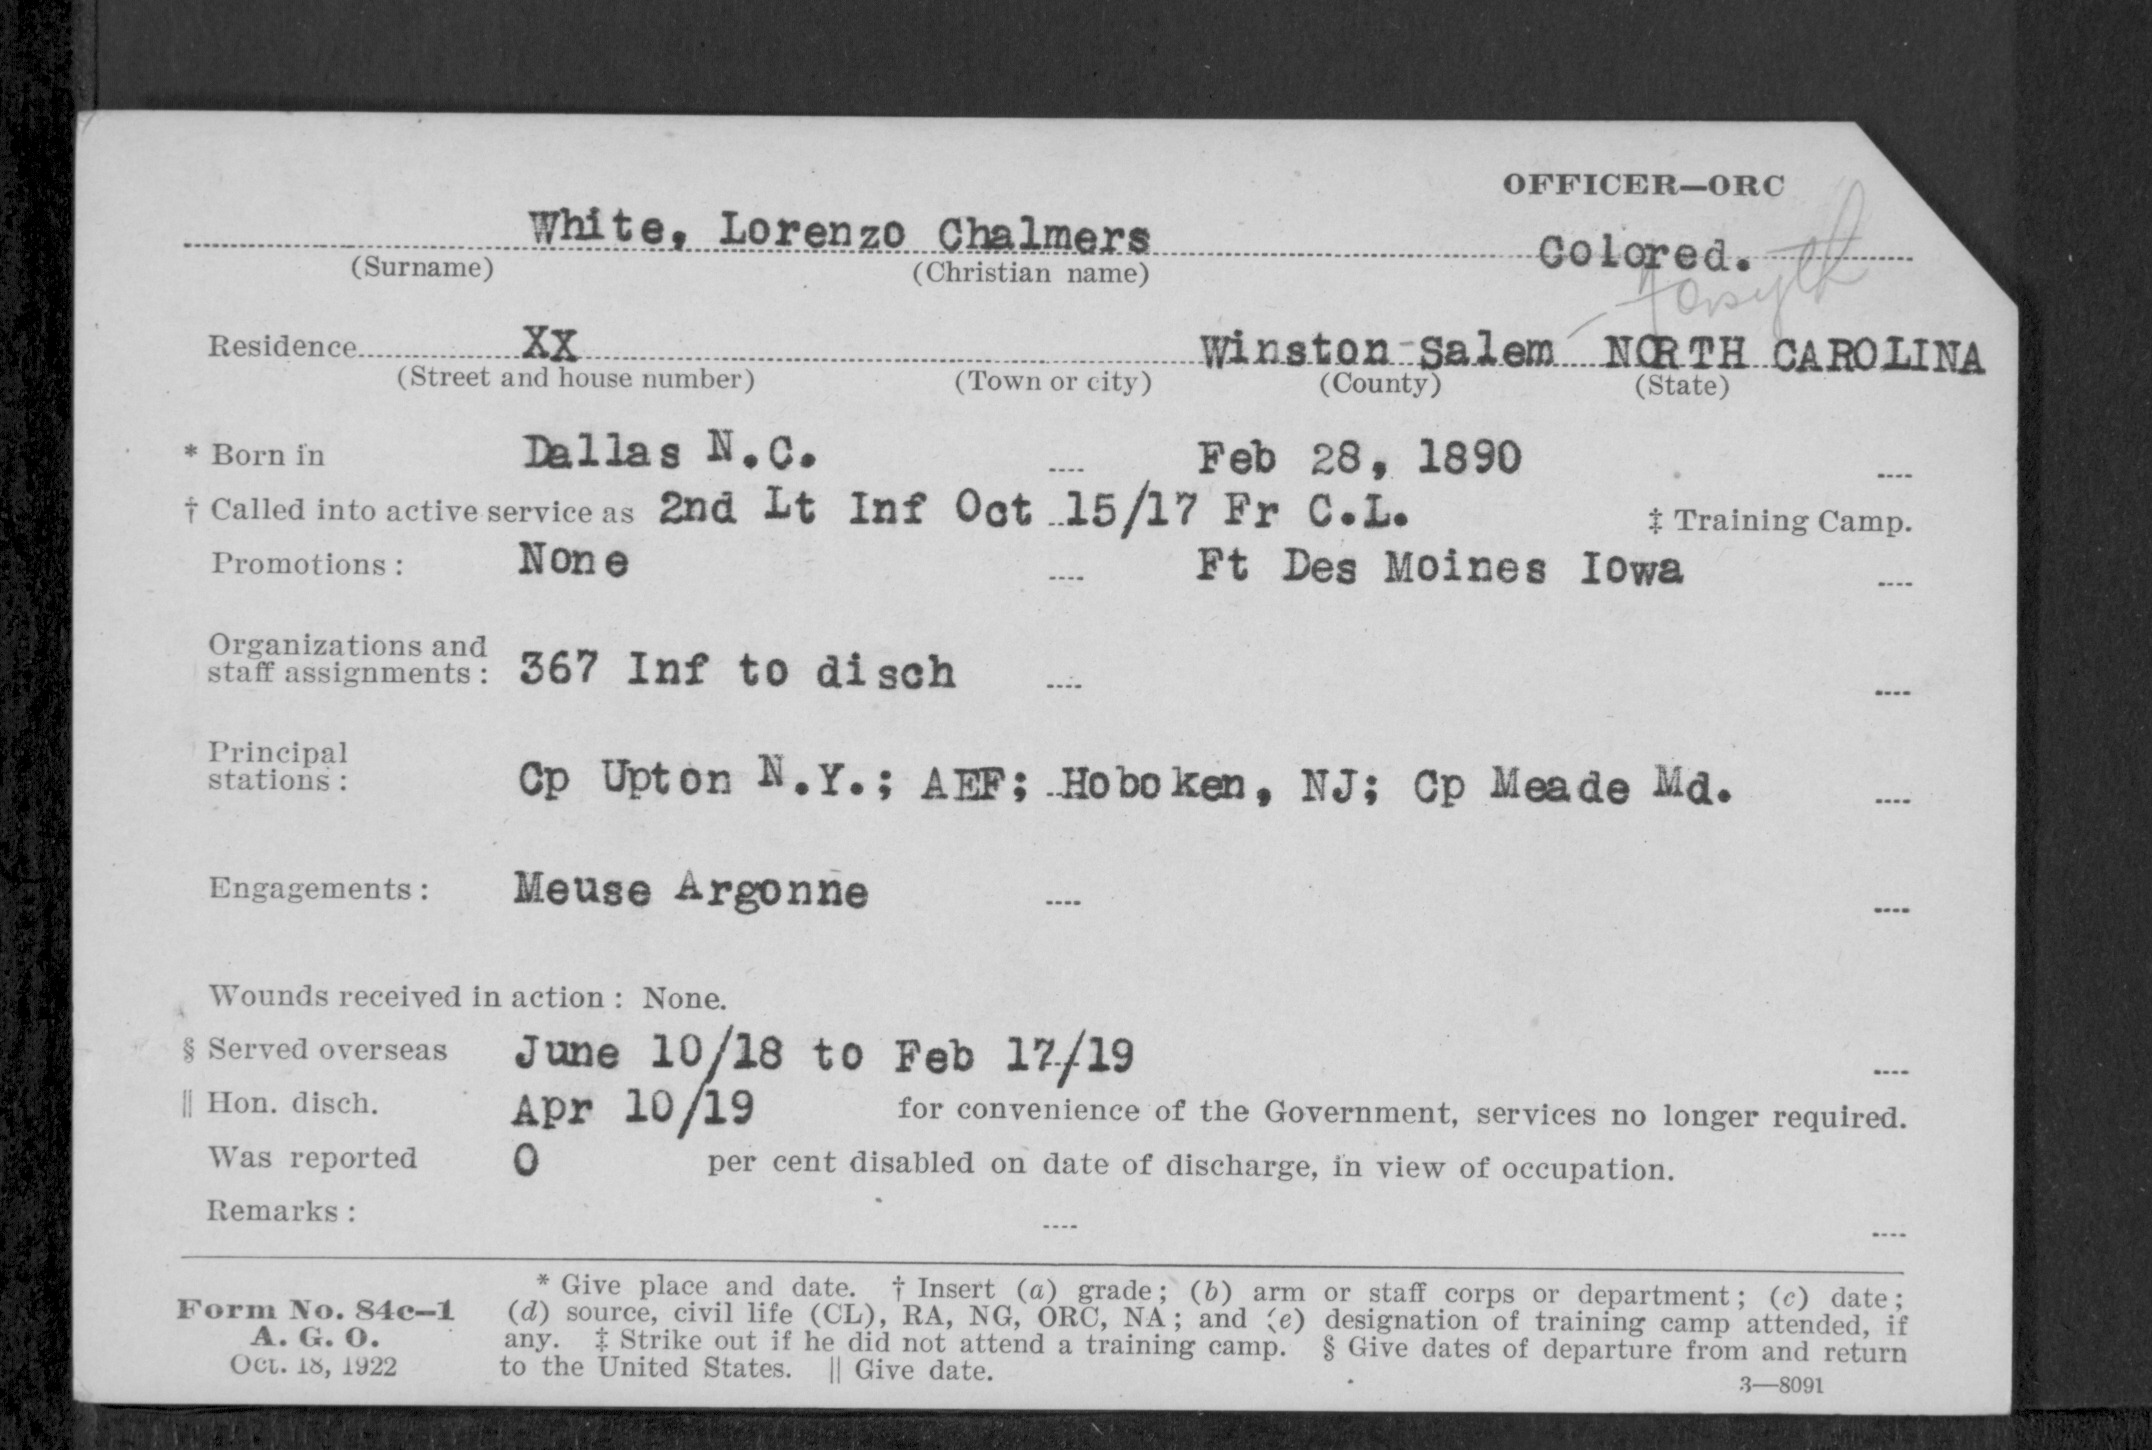 OFFICER—ORC
White, Lorenzo Chalmers Colored.
(Surname) (Christian name)
Forsyth
Residence XX Winston-Salem NORTH CAROLINA
(Street and house number) (Town or city) (County) (State)
* Born in Dallas N.C. Feb 28, 1890
† Called into active service as 2nd Lt Inf Oct 15/17 Fr C.L. ‡ Training Camp.
Promotions: None Ft Des Moines Iowa
Organizations and
staff assignments: 367 Inf to disch
Principal
stations: Cp Upton N.Y.; AEF; Hoboken, NJ; Cp Meade Md.
Engagements: Meuse Argonne
Wounds received in action: None.
§ Served overseas June 10/18 to Feb 17/19
|| Hon. disch. Apr 10/19 for convenience of the Government, services no longer required.
Was reported 0 per cent disabled on date of discharge, in view of occupation.
Remarks:
Form No. 84c–1
A. G. O.
Oct. 18, 1922
* Give place and date. † Insert (a) grade; (b) arm or staff corps or department; (c) date;
(d) source, civil life (CL), RA, NG, ORC, NA; and (e) designation of training camp attended, if
any. ‡ Strike out if he did not attend a training camp. § Give dates of departure from and return
to the United States. || Give date.
3—8091